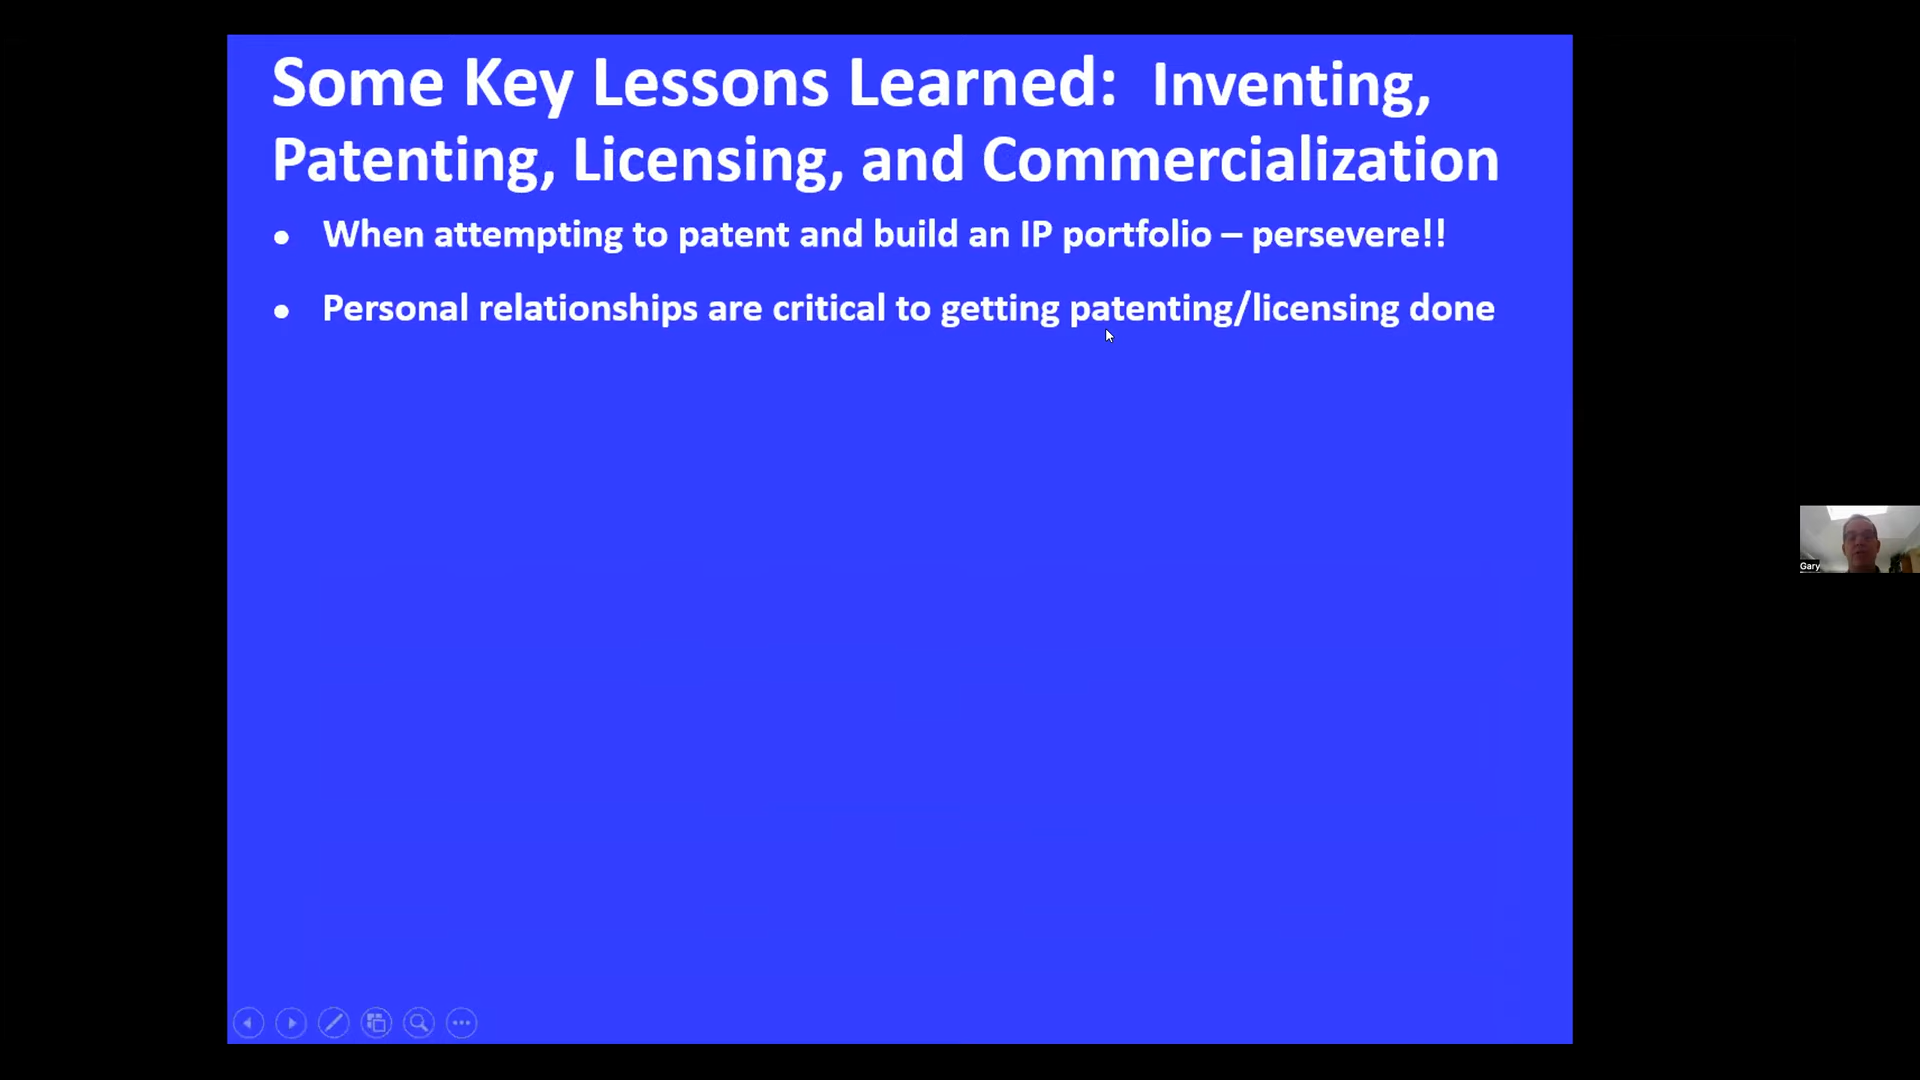 Some Key Lessons Learned: Inventing,
Patenting, Licensing, and Commercialization
● When attempting to patent and build an IP portfolio – persevere!!
● Personal relationships are critical to getting patenting/licensing done
Gary